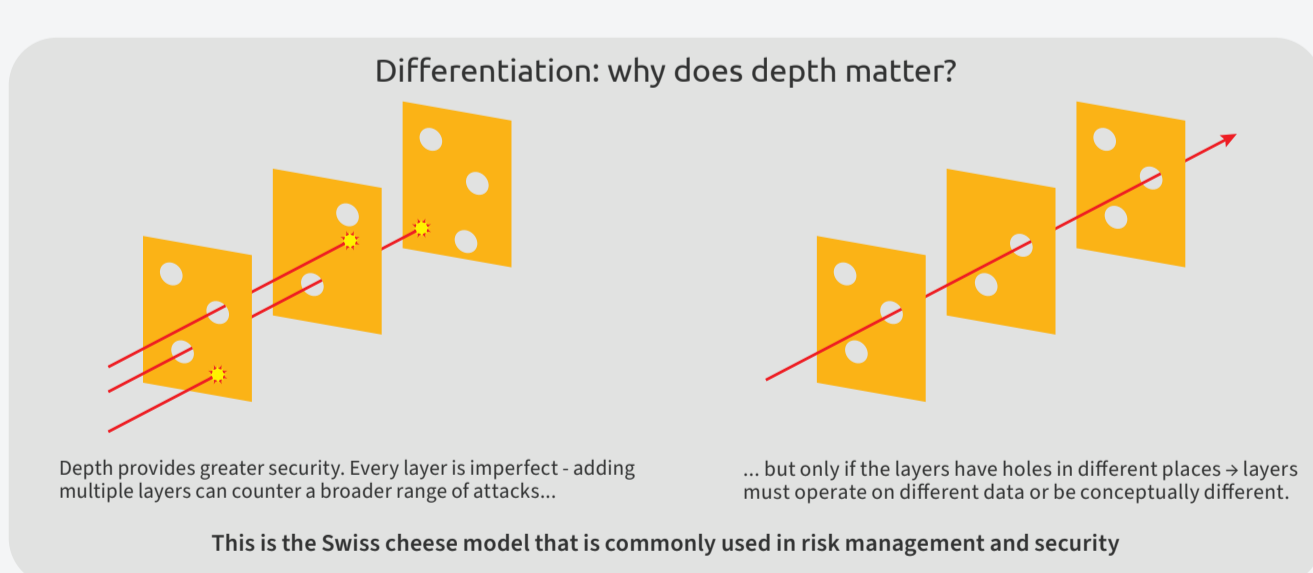 Differentiation: why does depth matter?
Depth provides greater security. Every layer is imperfect - adding
multiple layers can counter a broader range of attacks...
... but only if the layers have holes in different places → layers
must operate on different data or be conceptually different.
This is the Swiss cheese model that is commonly used in risk management and security